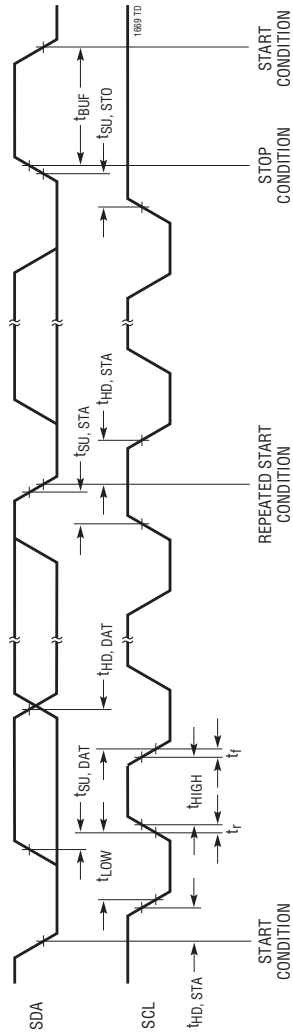 SDA
t_BUF
t_SU, STA
t_SU, DAT
t_HD, DAT
t_HD, STA
t_SU, STO
t_LOW
1669 TD
SCL
t_HD, STA
t_r
t_HIGH
t_f
START
CONDITION
REPEATED START
CONDITION
STOP
CONDITION
START
CONDITION